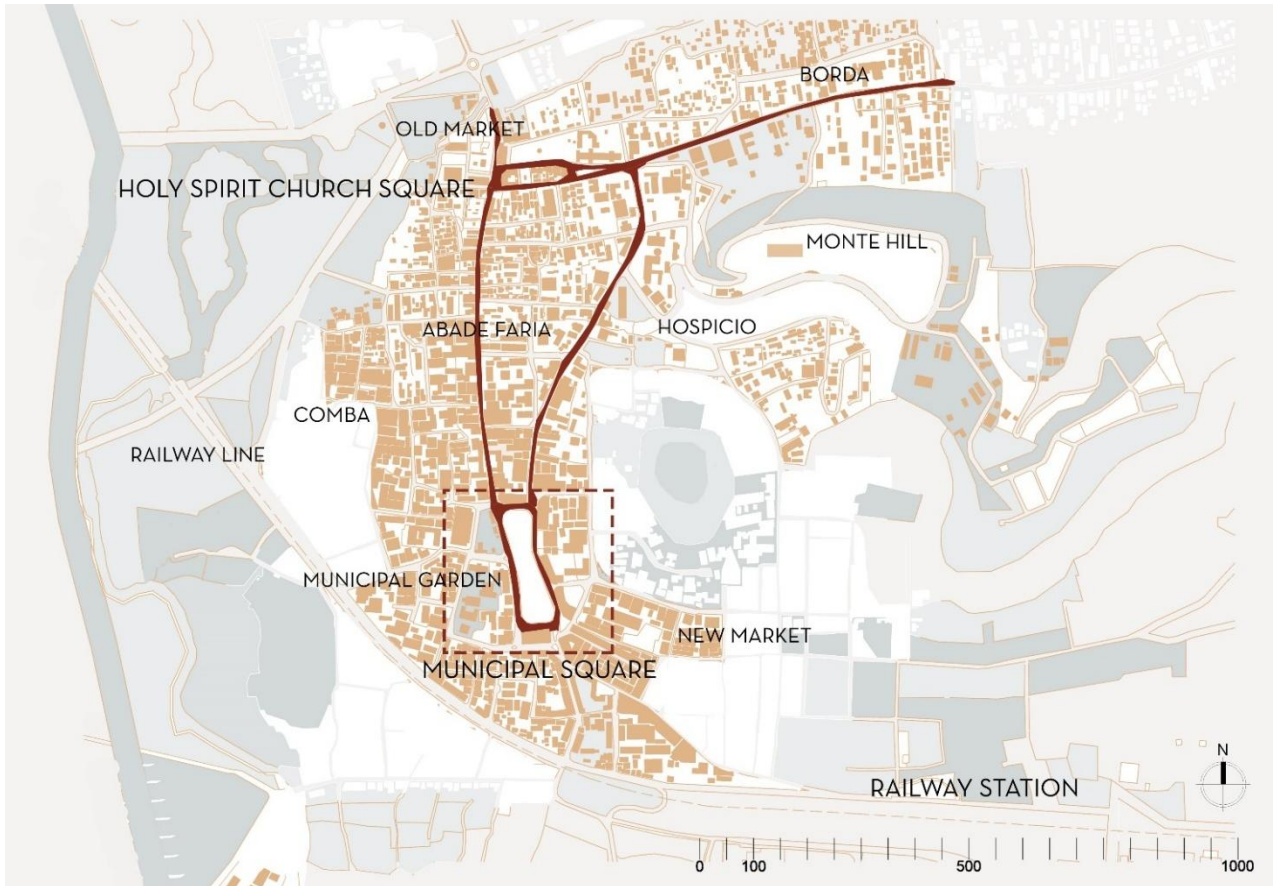 BORDA
OLD MARKET
HOLY SPIRIT CHURCH SQUARE
MONTE HILL
ABADE FARIA
HOSPICIO
COMBA
RAILWAY LINE
MUNICIPAL GARDEN
NEW MARKET
MUNICIPAL SQUARE
N
RAILWAY STATION
0 100 500 1000